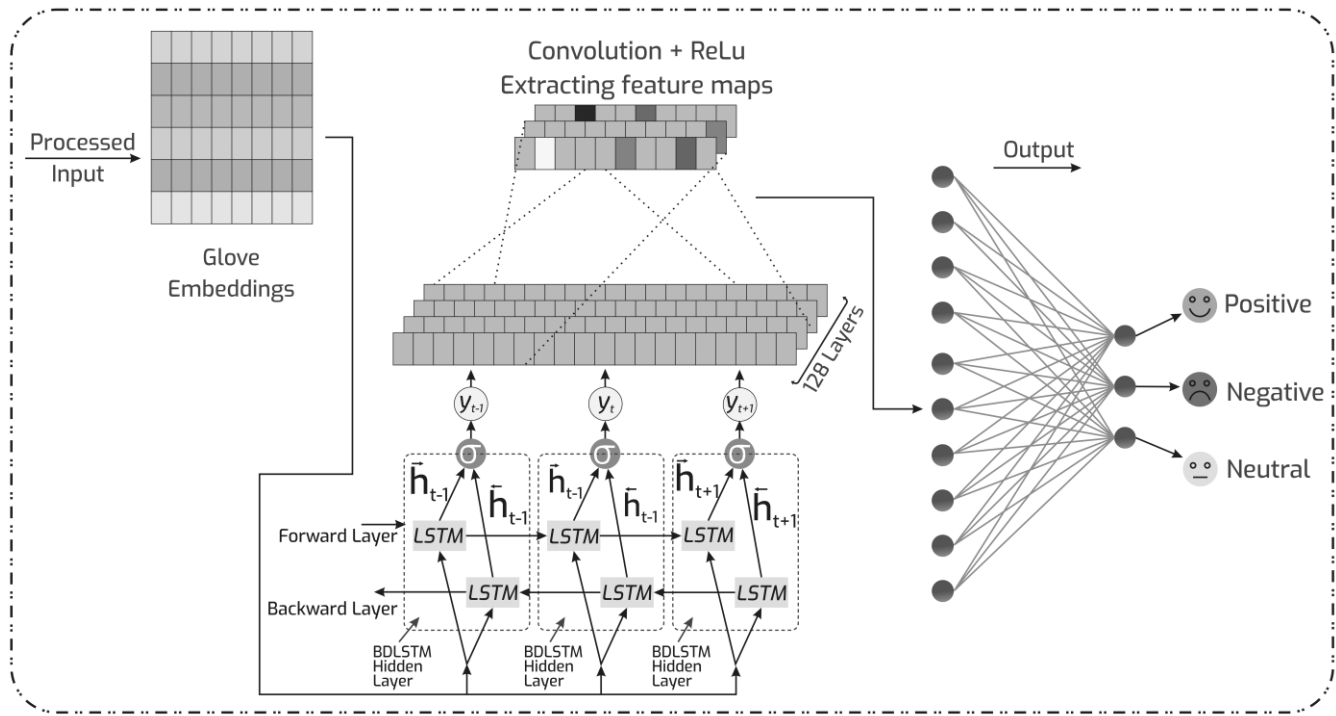 Processed
Input
Glove
Embeddings
Convolution + ReLu
Extracting feature maps
128 Layers
y t-1
y t
y t+1
σ
σ
σ
h⃗ t-1
h⃖ t-1
h⃗ t-1
h⃖ t-1
h⃗ t+1
h⃖ t+1
Forward Layer
LSTM
LSTM
LSTM
Backward Layer
LSTM
LSTM
LSTM
BDLSTM
Hidden
Layer
BDLSTM
Hidden
Layer
BDLSTM
Hidden
Layer
Output
Positive
Negative
Neutral